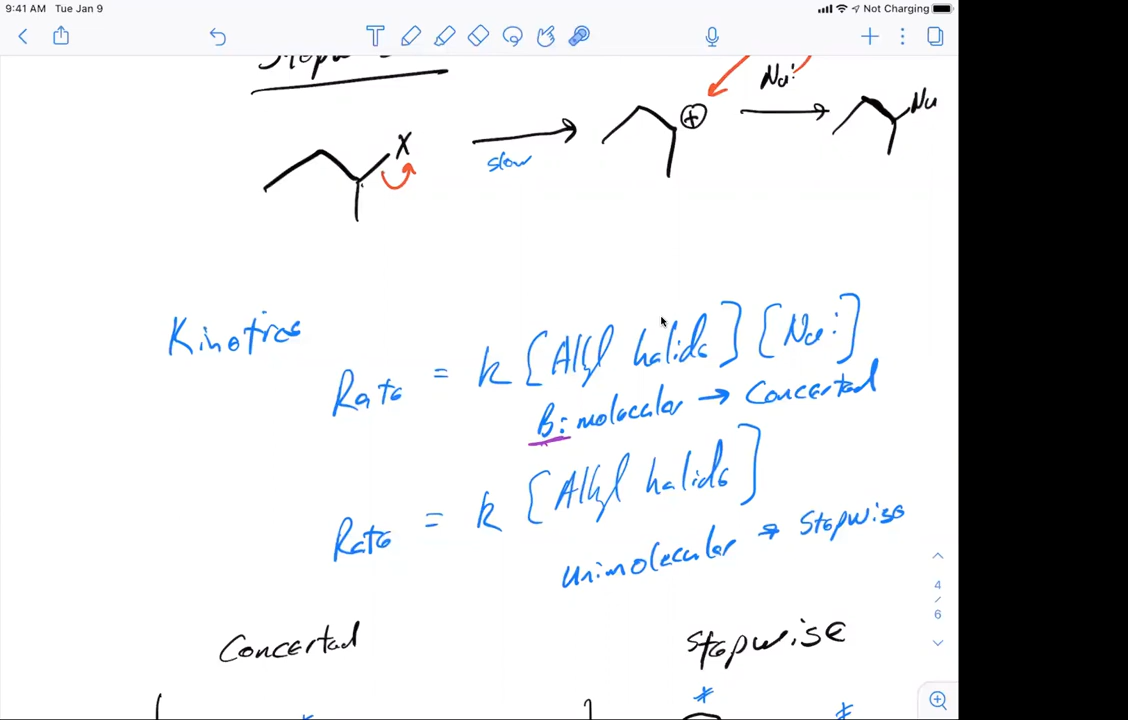 9:41 AM Tue Jan 9
Not Charging
T
Stepwise
Nu:
X
slow
+
Nu
Kinetics
Rate = k [Alkyl halide] [Nu:]
Bimolecular → Concerted
Rate = k [Alkyl halide]
Unimolecular → Stepwise
4
/
6
Concerted
Stepwise
‡
‡
‡